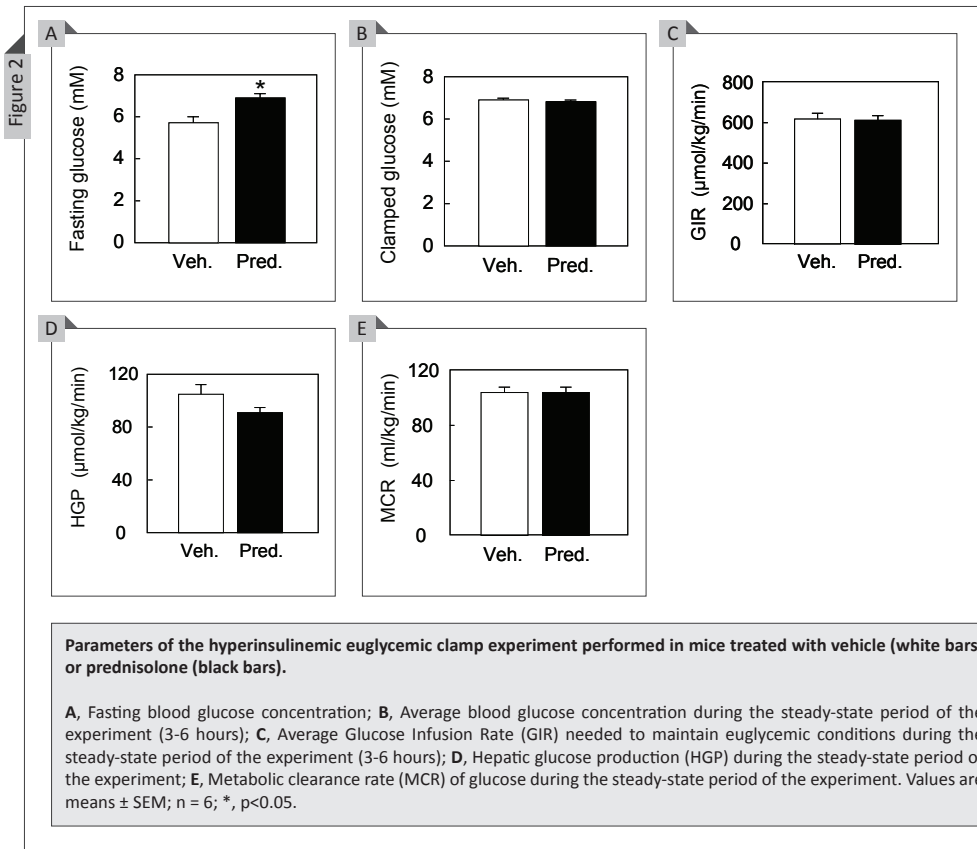 Figure 2
A
Fasting glucose (mM)
8
6
4
2
0
*
Veh. Pred.
B
Clamped glucose (mM)
8
6
4
2
0
Veh. Pred.
C
GIR (µmol/kg/min)
800
600
400
200
0
Veh. Pred.
D
HGP (µmol/kg/min)
120
80
40
0
Veh. Pred.
E
MCR (ml/kg/min)
120
80
40
0
Veh. Pred.
Parameters of the hyperinsulinemic euglycemic clamp experiment performed in mice treated with vehicle (white bars
or prednisolone (black bars).
A, Fasting blood glucose concentration; B, Average blood glucose concentration during the steady-state period of the
experiment (3-6 hours); C, Average Glucose Infusion Rate (GIR) needed to maintain euglycemic conditions during the
steady-state period of the experiment (3-6 hours); D, Hepatic glucose production (HGP) during the steady-state period o
the experiment; E, Metabolic clearance rate (MCR) of glucose during the steady-state period of the experiment. Values are
means ± SEM; n = 6; *, p<0.05.